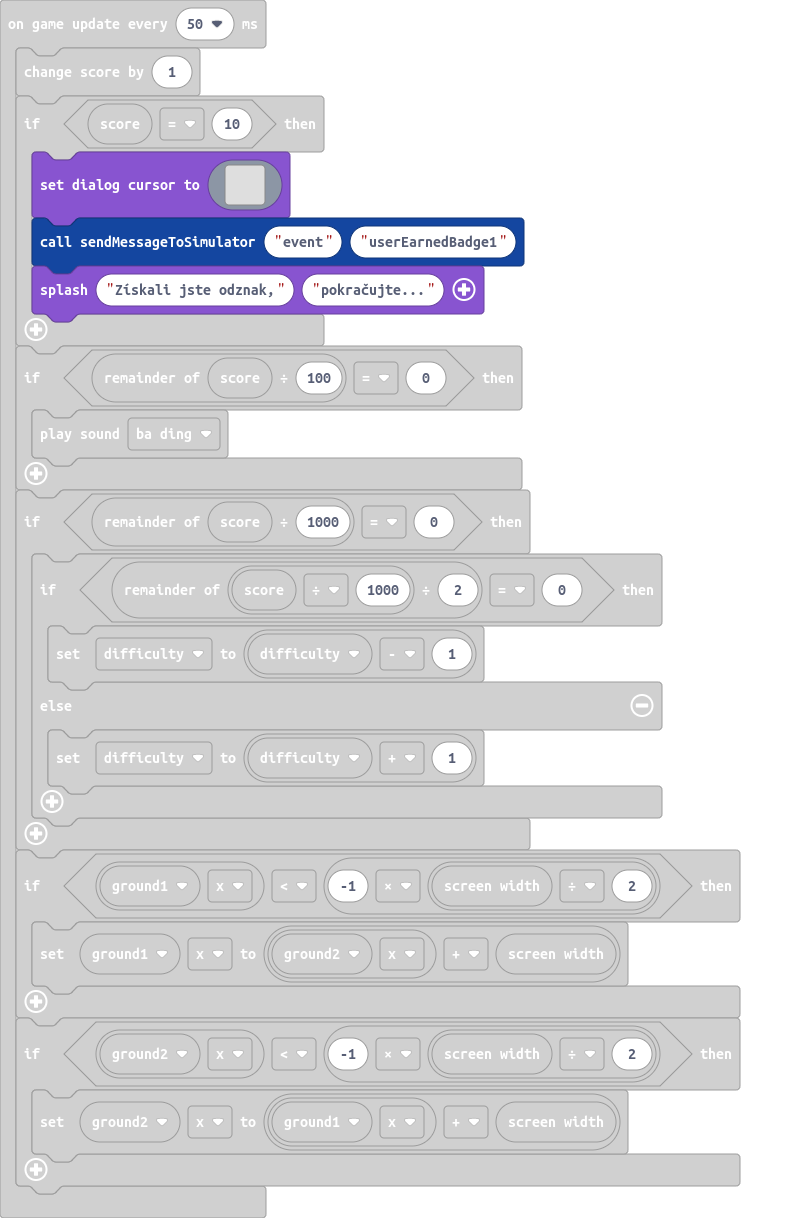 on game update every 50 ms
change score by 1
if score = 10 then
set dialog cursor to
call sendMessageToSimulator "event" "userEarnedBadge1"
splash "Získali jste odznak," "pokračujte..."
if remainder of score ÷ 100 = 0 then
play sound ba ding
if remainder of score ÷ 1000 = 0 then
if remainder of score ÷ 1000 ÷ 2 = 0 then
set difficulty to difficulty - 1
else
set difficulty to difficulty + 1
if ground1 x < -1 × screen width ÷ 2 then
set ground1 x to ground2 x + screen width
if ground2 x < -1 × screen width ÷ 2 then
set ground2 x to ground1 x + screen width